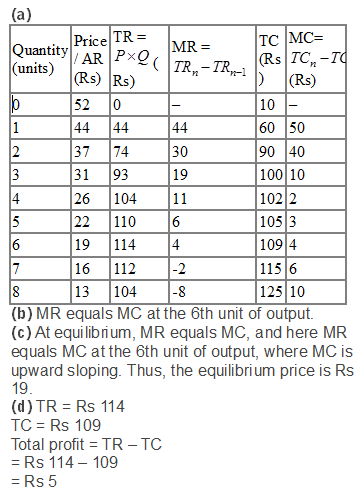 (a)
Quantity (units) Price / AR (Rs) TR = P×Q ( Rs) MR = TRₙ – TRₙ₋₁ TC (Rs ) MC= TCₙ –TC (Rs)
0 52 0 – 10 –
1 44 44 44 60 50
2 37 74 30 90 40
3 31 93 19 100 10
4 26 104 11 102 2
5 22 110 6 105 3
6 19 114 4 109 4
7 16 112 -2 115 6
8 13 104 -8 125 10
(b) MR equals MC at the 6th unit of output.
(c) At equilibrium, MR equals MC, and here MR
equals MC at the 6th unit of output, where MC is
upward sloping. Thus, the equilibrium price is Rs
19.
(d) TR = Rs 114
TC = Rs 109
Total profit = TR – TC
= Rs 114 – 109
= Rs 5